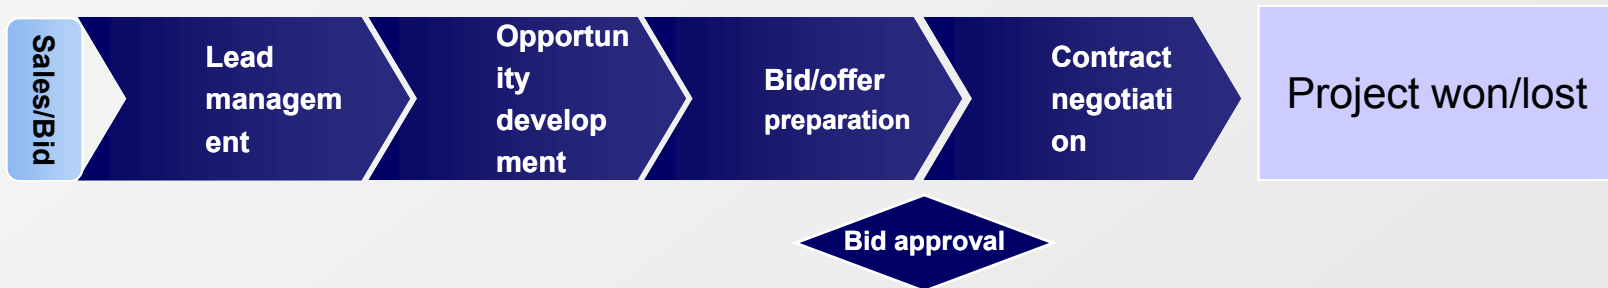 Sales/Bid
Lead
managem
ent
Opportun
ity
develop
ment
Bid/offer
preparation
Contract
negotiati
on
Project won/lost
Bid approval